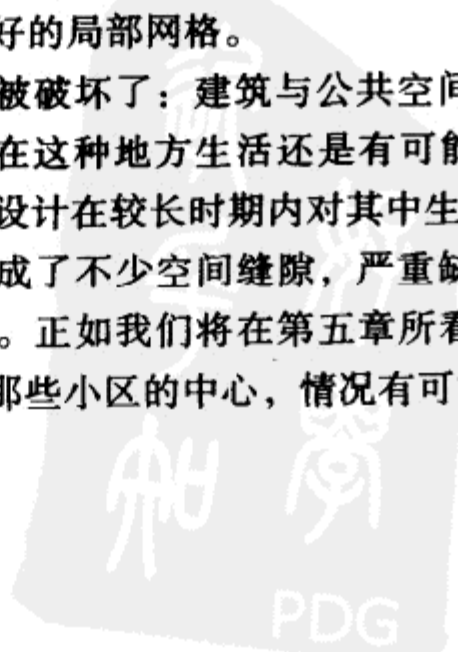 好的局部网格。
被破坏了：建筑与公共空间
在这种地方生活还是有可能
设计在较长时期内对其中生
成了不少空间缝隙，严重缺
。正如我们将在第五章所看
那些小区的中心，情况有可
PDG